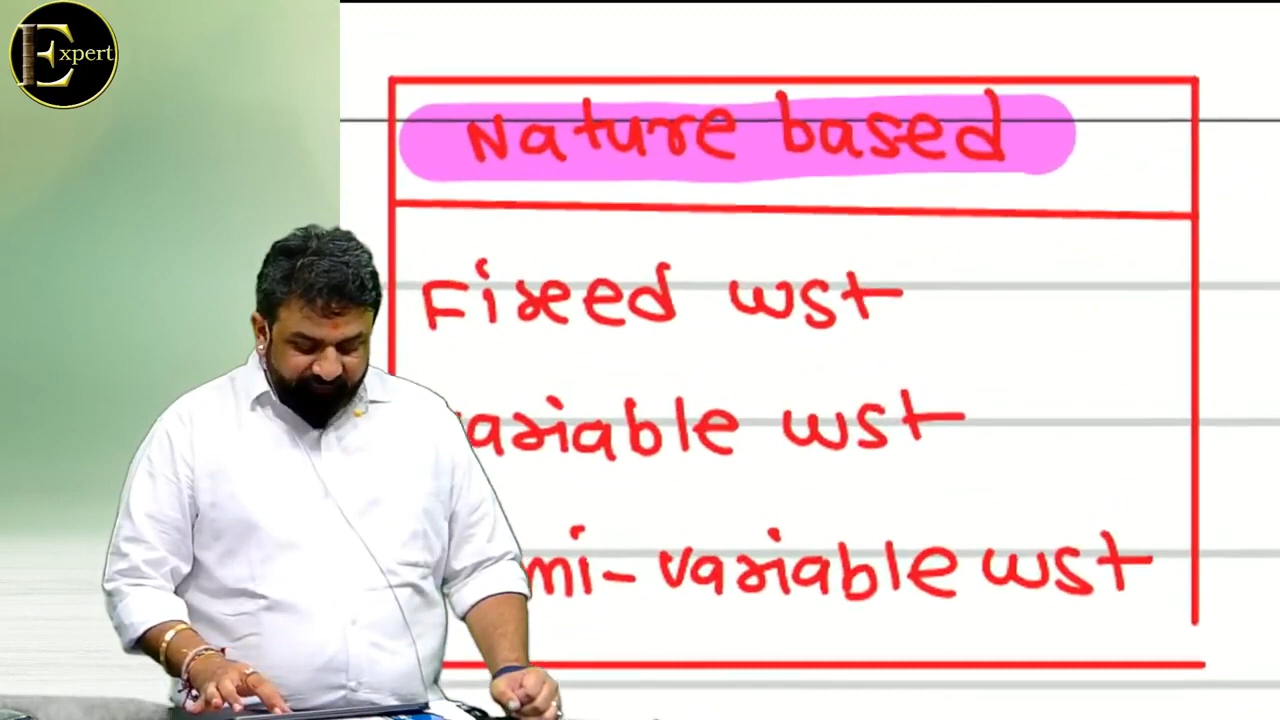 Expert
Nature based
Fixed cost
ariable cost
mi-variable cost